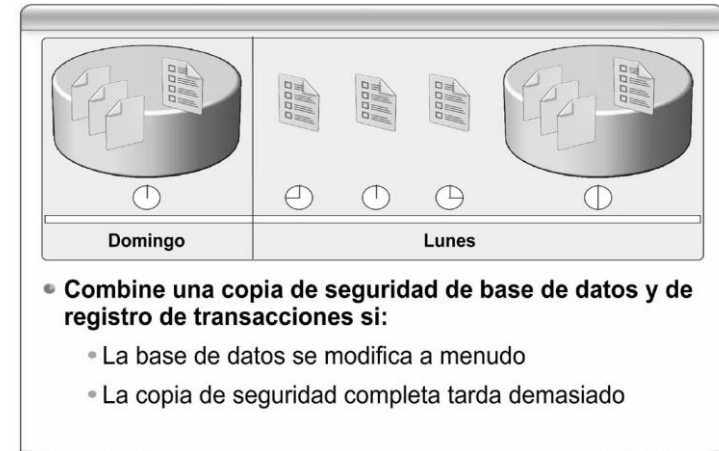 Domingo
Lunes
Combine una copia de seguridad de base de datos y de
registro de transacciones si:
La base de datos se modifica a menudo
La copia de seguridad completa tarda demasiado